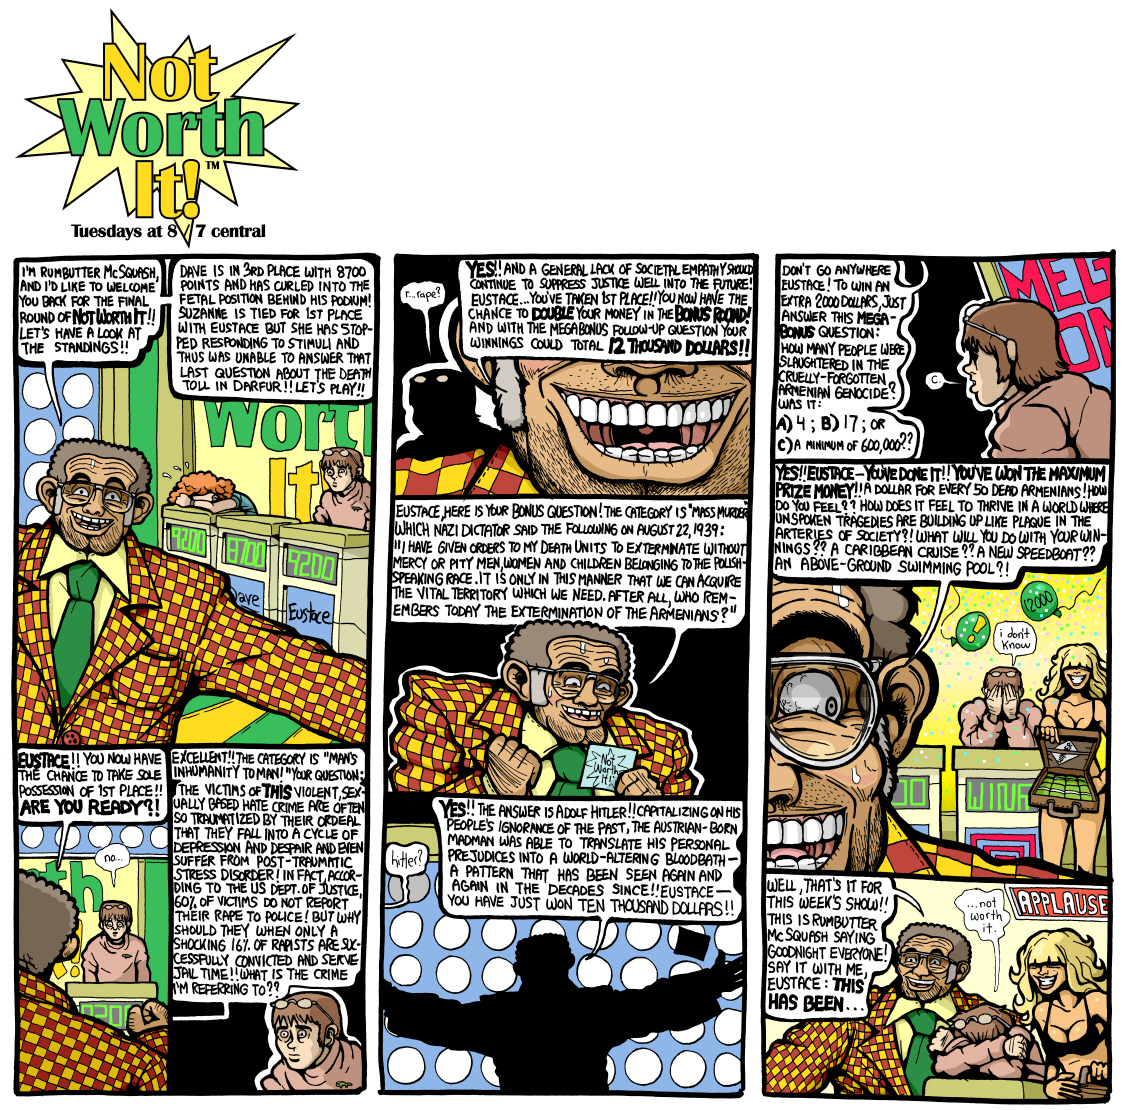 Not
Worth
It!™
Tuesdays at 8/7 central
I'M RUMBUTTER McSQUASH,
AND I'D LIKE TO WELCOME
YOU BACK FOR THE FINAL
ROUND OF NOT WORTH IT!!
LET'S HAVE A LOOK AT
THE STANDINGS!!
DAVE IS IN 3RD PLACE WITH 8700
POINTS AND HAS CURLED INTO THE
FETAL POSITION BEHIND HIS PODIUM!
SUZANNE IS TIED FOR 1ST PLACE
WITH EUSTACE BUT SHE HAS STOP-
PED RESPONDING TO STIMULI AND
THUS WAS UNABLE TO ANSWER THAT
LAST QUESTION ABOUT THE DEATH
TOLL IN DARFUR!! LET'S PLAY!!
Wort
It
9200
8700
9200
Dave
Eustace
EUSTACE!! YOU NOW HAVE
THE CHANCE TO TAKE SOLE
POSSESSION OF 1ST PLACE!!
ARE YOU READY?!
no...
th
920
EXCELLENT!! THE CATEGORY IS "MAN'S
INHUMANITY TO MAN!" YOUR QUESTION:
THE VICTIMS OF THIS VIOLENT, SEX-
UALLY BASED HATE CRIME ARE OFTEN
SO TRAUMATIZED BY THEIR ORDEAL
THAT THEY FALL INTO A CYCLE OF
DEPRESSION AND DESPAIR AND EVEN
SUFFER FROM POST-TRAUMATIC
STRESS DISORDER! IN FACT, ACCOR-
DING TO THE US DEPT. OF JUSTICE,
60% OF VICTIMS DO NOT REPORT
THEIR RAPE TO POLICE! BUT WHY
SHOULD THEY WHEN ONLY A
SHOCKING 16% OF RAPISTS ARE SUC-
CESSFULLY CONVICTED AND SERVE
JAIL TIME!! WHAT IS THE CRIME
I'M REFERRING TO??
r...rape?
YES!! AND A GENERAL LACK OF SOCIETAL EMPATHY SHOULD
CONTINUE TO SUPPRESS JUSTICE WELL INTO THE FUTURE!
EUSTACE...YOU'VE TAKEN 1ST PLACE!! YOU NOW HAVE THE
CHANCE TO DOUBLE YOUR MONEY IN THE BONUS ROUND!
AND WITH THE MEGABONUS FOLLOW-UP QUESTION YOUR
WINNINGS COULD TOTAL 12 THOUSAND DOLLARS!!
EUSTACE, HERE IS YOUR BONUS QUESTION! THE CATEGORY IS "MASS MURDER"
WHICH NAZI DICTATOR SAID THE FOLLOWING ON AUGUST 22, 1939:
"I HAVE GIVEN ORDERS TO MY DEATH UNITS TO EXTERMINATE WITHOUT
MERCY OR PITY MEN, WOMEN AND CHILDREN BELONGING TO THE POLISH-
SPEAKING RACE. IT IS ONLY IN THIS MANNER THAT WE CAN ACQUIRE
THE VITAL TERRITORY WHICH WE NEED. AFTER ALL, WHO REM-
EMBERS TODAY THE EXTERMINATION OF THE ARMENIANS?"
Not
Worth
It!
hitler?
YES!! THE ANSWER IS ADOLF HITLER!! CAPITALIZING ON HIS
PEOPLE'S IGNORANCE OF THE PAST, THE AUSTRIAN-BORN
MADMAN WAS ABLE TO TRANSLATE HIS PERSONAL
PREJUDICES INTO A WORLD-ALTERING BLOODBATH—
A PATTERN THAT HAS BEEN SEEN AGAIN AND
AGAIN IN THE DECADES SINCE!! EUSTACE—
YOU HAVE JUST WON TEN THOUSAND DOLLARS!!
DON'T GO ANYWHERE
EUSTACE! TO WIN AN
EXTRA 2000 DOLLARS, JUST
ANSWER THIS MEGA-
BONUS QUESTION:
HOW MANY PEOPLE WERE
SLAUGHTERED IN THE
CRUELLY-FORGOTTEN
ARMENIAN GENOCIDE?
WAS IT:
A) 4; B) 17; OR
C) A MINIMUM OF 600,000??
MEG
ON
c.
YES!! EUSTACE—YOU'VE DONE IT!! YOU'VE WON THE MAXIMUM
PRIZE MONEY!! A DOLLAR FOR EVERY 50 DEAD ARMENIANS! HOW
DO YOU FEEL?? HOW DOES IT FEEL TO THRIVE IN A WORLD WHERE
UNSPOKEN TRAGEDIES ARE BUILDING UP LIKE PLAQUE IN THE
ARTERIES OF SOCIETY?! WHAT WILL YOU DO WITH YOUR WIN-
NINGS?? A CARIBBEAN CRUISE?? A NEW SPEEDBOAT??
AN ABOVE-GROUND SWIMMING POOL?!
12000
!
i don't
know
00
WINR
WELL, THAT'S IT FOR
THIS WEEK'S SHOW!!
THIS IS RUMBUTTER
McSQUASH SAYING
GOODNIGHT EVERYONE!
SAY IT WITH ME,
EUSTACE: THIS
HAS BEEN...
...not
worth
it.
APPLAUSE